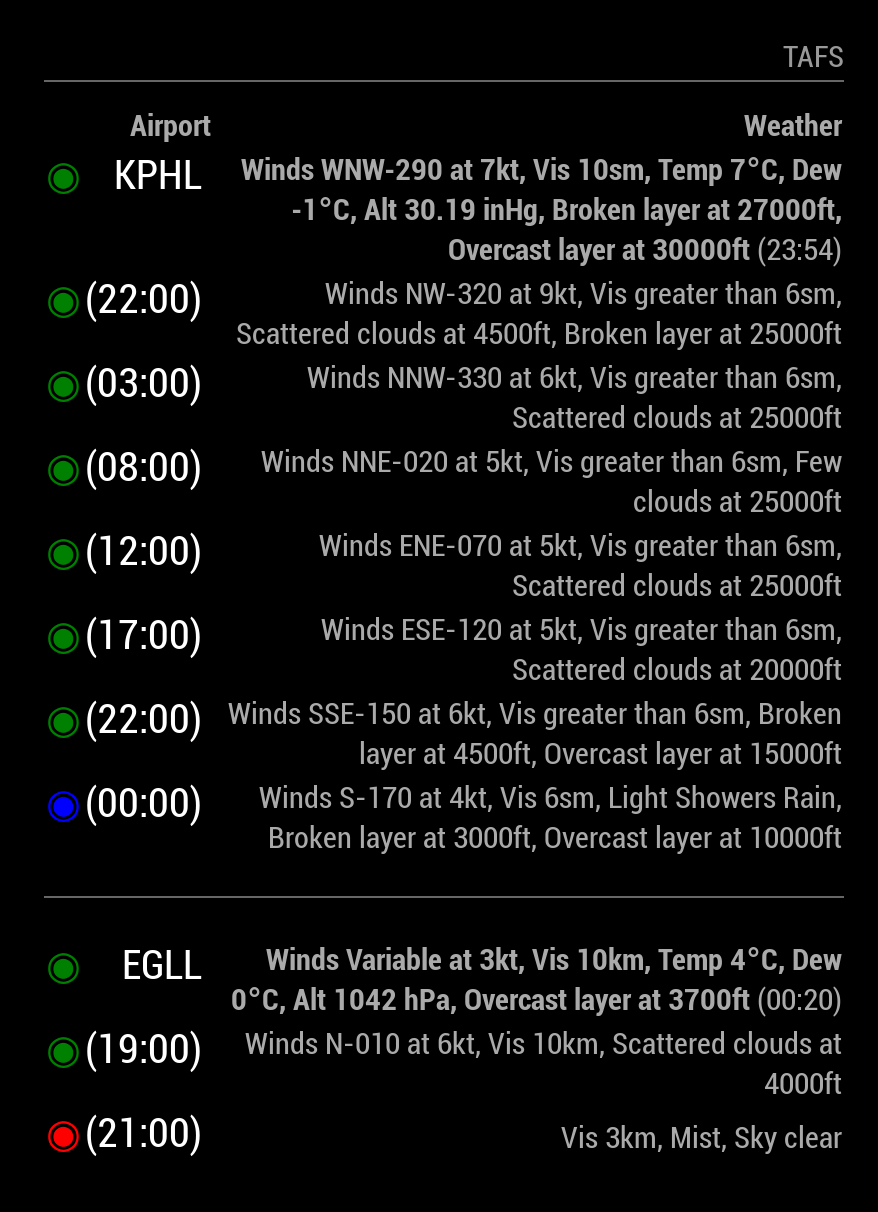 TAFS
Airport Weather
KPHL Winds WNW-290 at 7kt, Vis 10sm, Temp 7°C, Dew
-1°C, Alt 30.19 inHg, Broken layer at 27000ft,
Overcast layer at 30000ft (23:54)
(22:00) Winds NW-320 at 9kt, Vis greater than 6sm,
Scattered clouds at 4500ft, Broken layer at 25000ft
(03:00) Winds NNW-330 at 6kt, Vis greater than 6sm,
Scattered clouds at 25000ft
(08:00) Winds NNE-020 at 5kt, Vis greater than 6sm, Few
clouds at 25000ft
(12:00) Winds ENE-070 at 5kt, Vis greater than 6sm,
Scattered clouds at 25000ft
(17:00) Winds ESE-120 at 5kt, Vis greater than 6sm,
Scattered clouds at 20000ft
(22:00) Winds SSE-150 at 6kt, Vis greater than 6sm, Broken
layer at 4500ft, Overcast layer at 15000ft
(00:00) Winds S-170 at 4kt, Vis 6sm, Light Showers Rain,
Broken layer at 3000ft, Overcast layer at 10000ft
EGLL Winds Variable at 3kt, Vis 10km, Temp 4°C, Dew
0°C, Alt 1042 hPa, Overcast layer at 3700ft (00:20)
(19:00) Winds N-010 at 6kt, Vis 10km, Scattered clouds at
4000ft
(21:00) Vis 3km, Mist, Sky clear